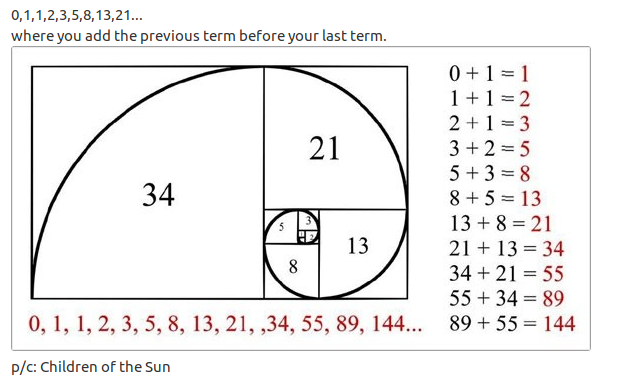 0,1,1,2,3,5,8,13,21...
where you add the previous term before your last term.
0 + 1 = 1
1 + 1 = 2
2 + 1 = 3
3 + 2 = 5
5 + 3 = 8
8 + 5 = 13
13 + 8 = 21
21 + 13 = 34
34 + 21 = 55
55 + 34 = 89
89 + 55 = 144
34
21
5
3
2
13
8
0, 1, 1, 2, 3, 5, 8, 13, 21, ,34, 55, 89, 144...
p/c: Children of the Sun